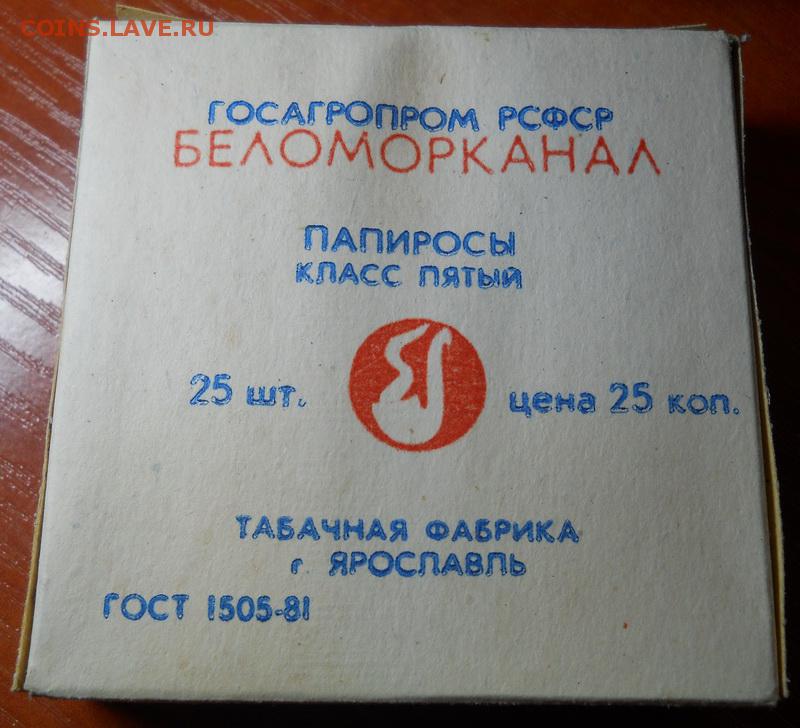 COINS.LAVE.RU
ГОСАГРОПРОМ РСФСР
БЕЛОМОРКАНАЛ
ПАПИРОСЫ
КЛАСС ПЯТЫЙ
25 шт. цена 25 коп.
ТАБАЧНАЯ ФАБРИКА
г. ЯРОСЛАВЛЬ
ГОСТ 1505-81